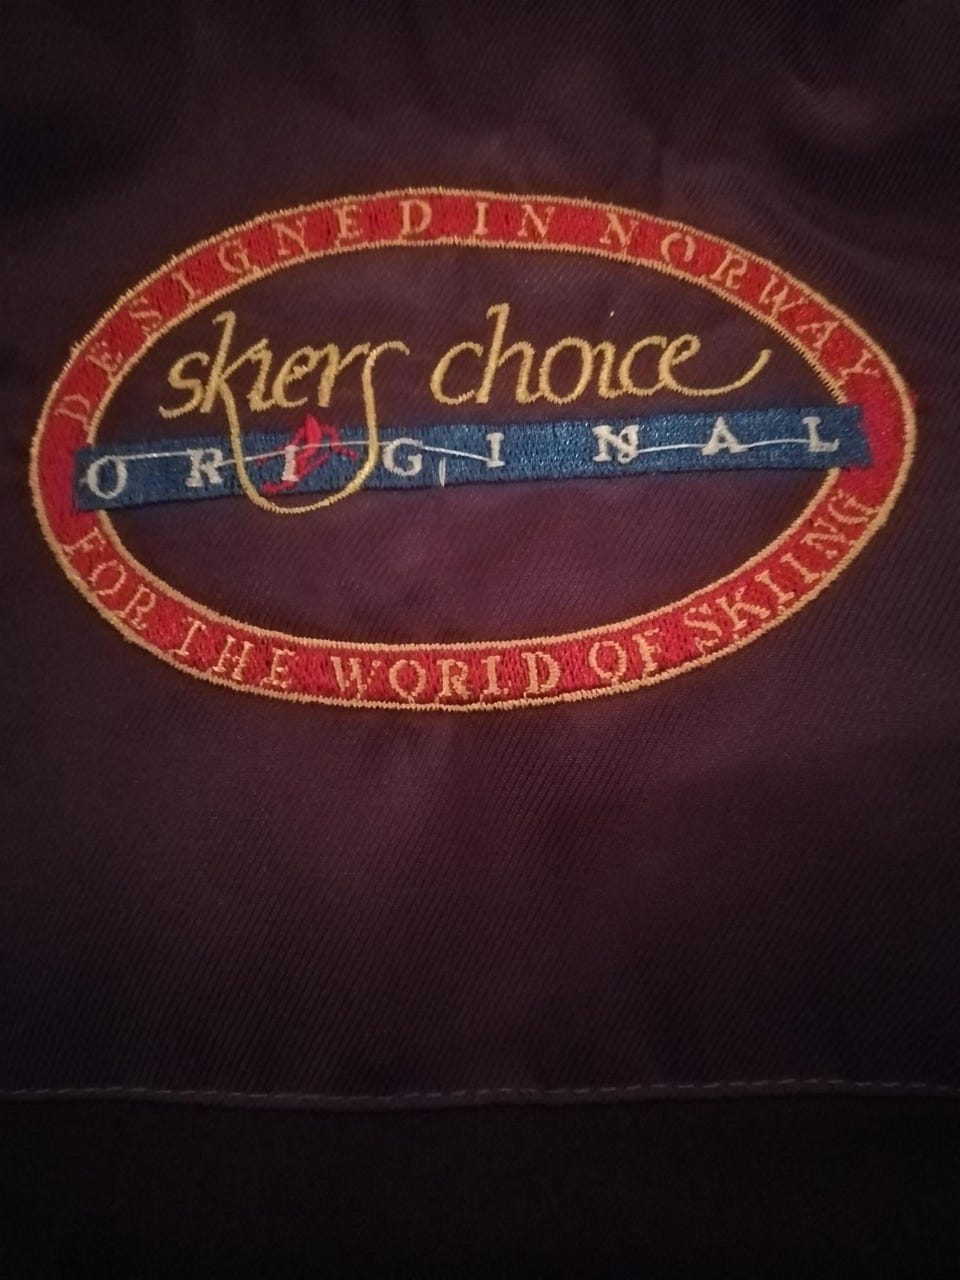 DESIGNED IN NORWAY
skiers choice
ORIGINAL
FOR THE WORLD OF SKIING